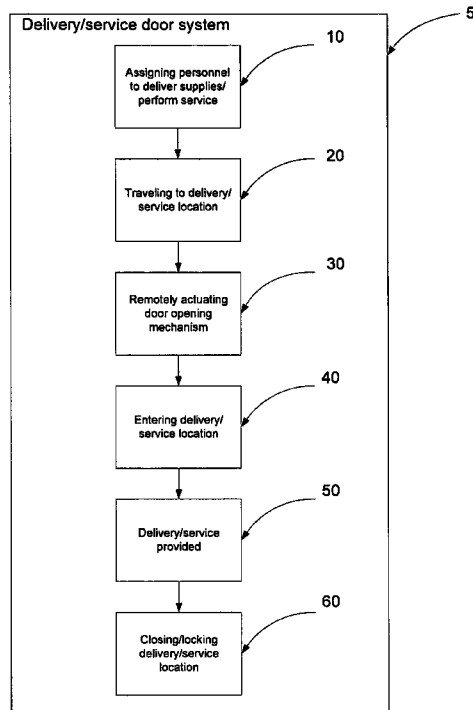 Delivery/service door system
5
10
Assigning personnel
to deliver supplies/
perform service
20
Traveling to delivery/
service location
30
Remotely actuating
door opening
mechanism
40
Entering delivery/
service location
50
Delivery/service
provided
60
Closing/locking
delivery/service
location